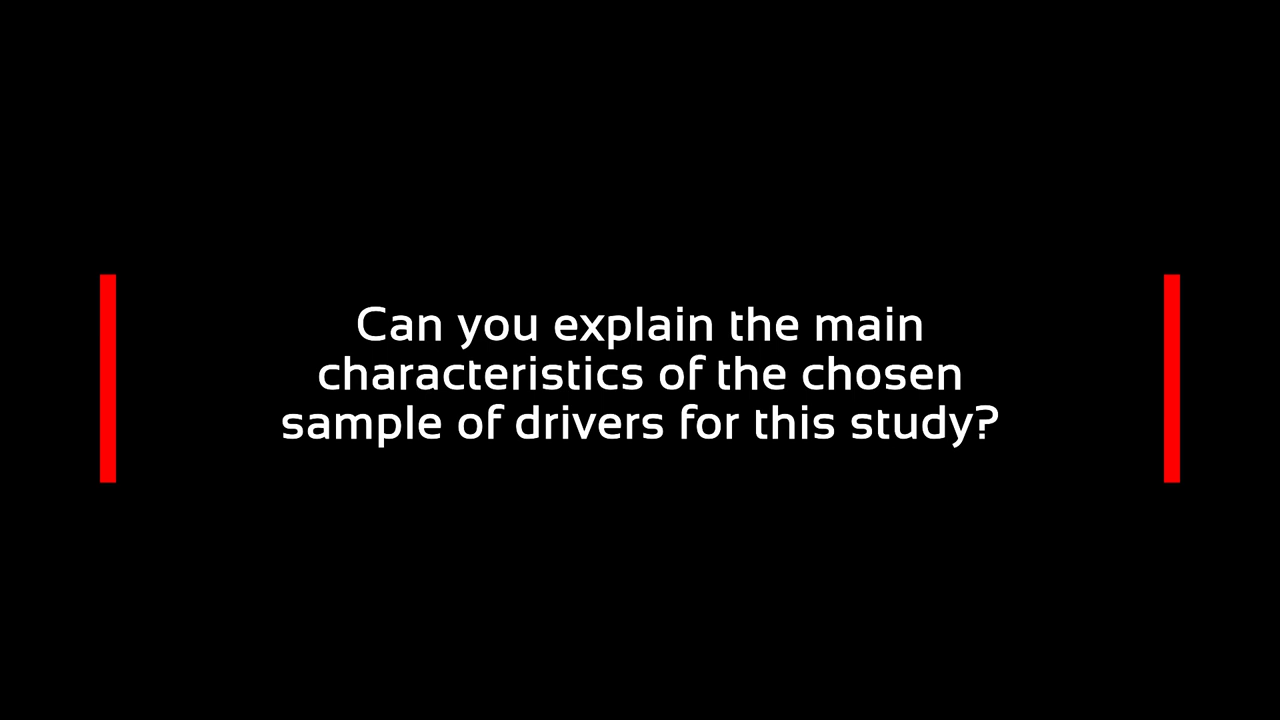 Can you explain the main
characteristics of the chosen
sample of drivers for this study?